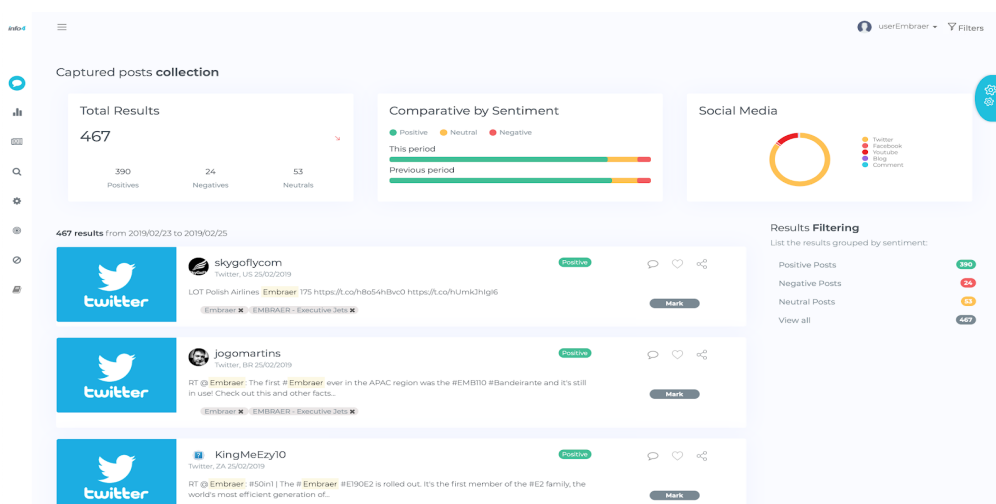 info4
userEmbraer
Filters
Captured posts collection
Total Results
467
390
24
53
Positives
Negatives
Neutrals
Comparative by Sentiment
Positive
Neutral
Negative
This period
Previous period
Social Media
Twitter
Facebook
Youtube
Blog
Comment
467 results from 2019/02/23 to 2019/02/25
twitter
skygoflycom
Positive
Twitter, US 25/02/2019
LOT Polish Airlines Embraer 175 https://t.co/h8o54hBvc0 https://t.co/hUmkJhIgI6
Mark
Embraer ✖ EMBRAER - Executive Jets ✖
twitter
jogomartins
Positive
Twitter, BR 25/02/2019
RT @Embraer: The first #Embraer ever in the APAC region was the #EMB110 #Bandeirante and it's still
in use! Check out this and other facts...
Mark
Embraer ✖ EMBRAER - Executive Jets ✖
twitter
KingMeEzy10
Positive
Twitter, ZA 25/02/2019
RT @Embraer: #50in1 | The #Embraer #E190E2 is rolled out. It's the first member of the #E2 family, the
world's most efficient generation of...
Mark
Results Filtering
List the results grouped by sentiment:
Positive Posts 390
Negative Posts 24
Neutral Posts 53
View all 467